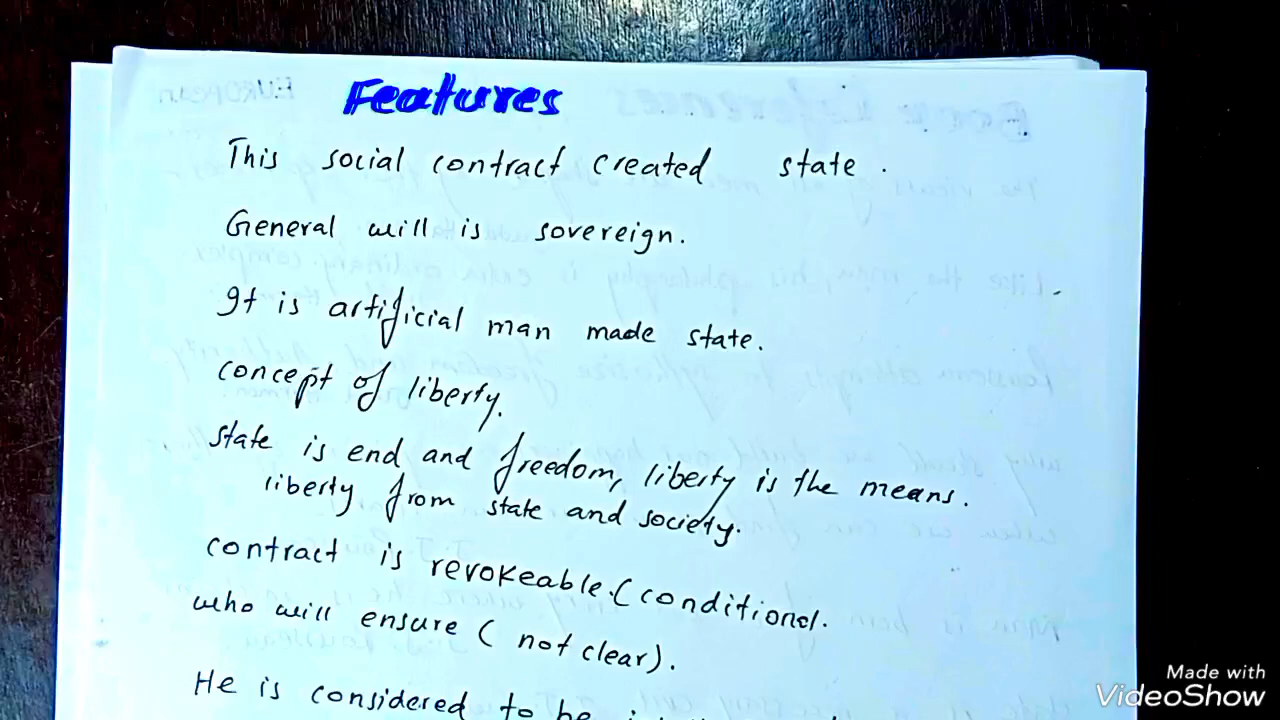 Features
This social contract created state.
General will is sovereign.
It is artificial man made state.
concept of liberty.
state is end and freedom, liberty is the means.
liberty from state and society.
contract is revokeable.(conditional.
who will ensure ( not clear).
He is considered to be
Made with
VideoShow